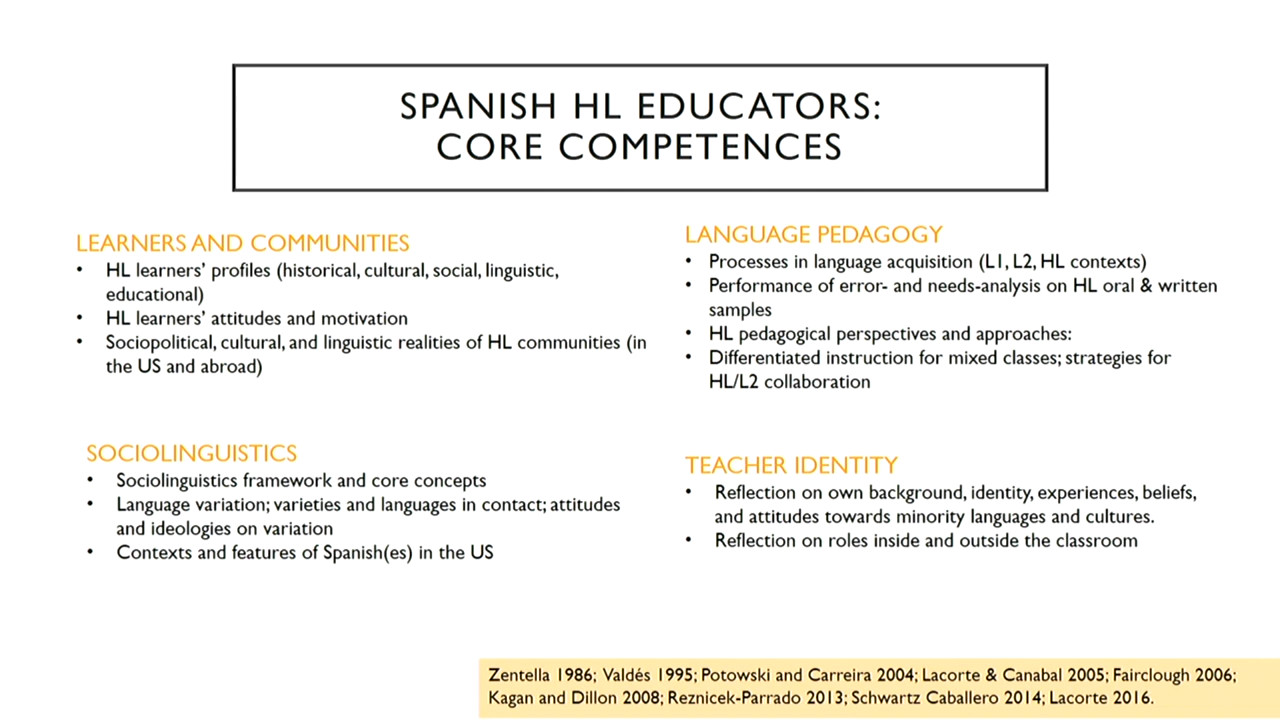 SPANISH HL EDUCATORS:
CORE COMPETENCES
LEARNERS AND COMMUNITIES
• HL learners' profiles (historical, cultural, social, linguistic,
educational)
• HL learners' attitudes and motivation
• Sociopolitical, cultural, and linguistic realities of HL communities (in
the US and abroad)
SOCIOLINGUISTICS
• Sociolinguistics framework and core concepts
• Language variation; varieties and languages in contact; attitudes
and ideologies on variation
• Contexts and features of Spanish(es) in the US
LANGUAGE PEDAGOGY
• Processes in language acquisition (L1, L2, HL contexts)
• Performance of error- and needs-analysis on HL oral & written
samples
• HL pedagogical perspectives and approaches:
• Differentiated instruction for mixed classes; strategies for
HL/L2 collaboration
TEACHER IDENTITY
• Reflection on own background, identity, experiences, beliefs,
and attitudes towards minority languages and cultures.
• Reflection on roles inside and outside the classroom
Zentella 1986; Valdés 1995; Potowski and Carreira 2004; Lacorte & Canabal 2005; Fairclough 2006;
Kagan and Dillon 2008; Reznicek-Parrado 2013; Schwartz Caballero 2014; Lacorte 2016.